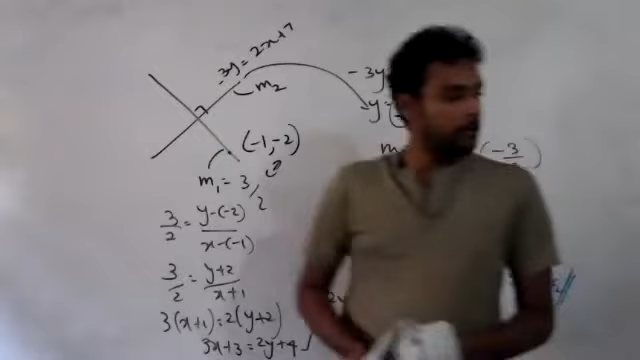 -3y = 2x+7
m2
(-1,-2)
m1 = 3/2
3/2 = y-(-2)/x-(-1)
3/2 = y+2/x+1
3(x+1) = 2(y+2)
3x+3 = 2y+4
-3y
y =
m
(-3/